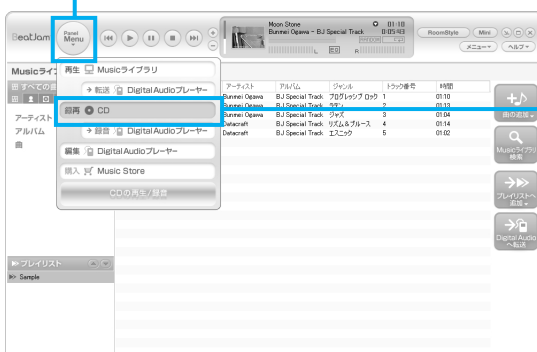 BeatJam
Panel
Menu
Moon Stone 01:10
Bunmei Ogawa - BJ Special Track 0:05:43
RANDOM
L EQ R
RoomStyle Mini
メニュー ヘルプ
Musicライ
すべての曲
アーティスト
アルバム
曲
再生 Musicライブラリ
→転送 Digital Audioプレーヤー
録再 CD
→録音 Digital Audioプレーヤー
編集 Digital Audioプレーヤー
購入 Music Store
CDの再生/録音
アーティスト アルバム ジャンル トラック番号 時間
Bunmei Ogawa BJ Special Track プログレッシブ ロック 1 01:10
Bunmei Ogawa BJ Special Track ラテン 2 01:13
Bunmei Ogawa BJ Special Track ジャズ 3 01:04
Datacraft BJ Special Track リズム＆ブルース 4 01:14
Datacraft BJ Special Track エスニック 5 01:02
曲の追加
Musicライブラリ
検索
プレイリストへ
追加
Digital Audio
へ転送
プレイリスト
Sample